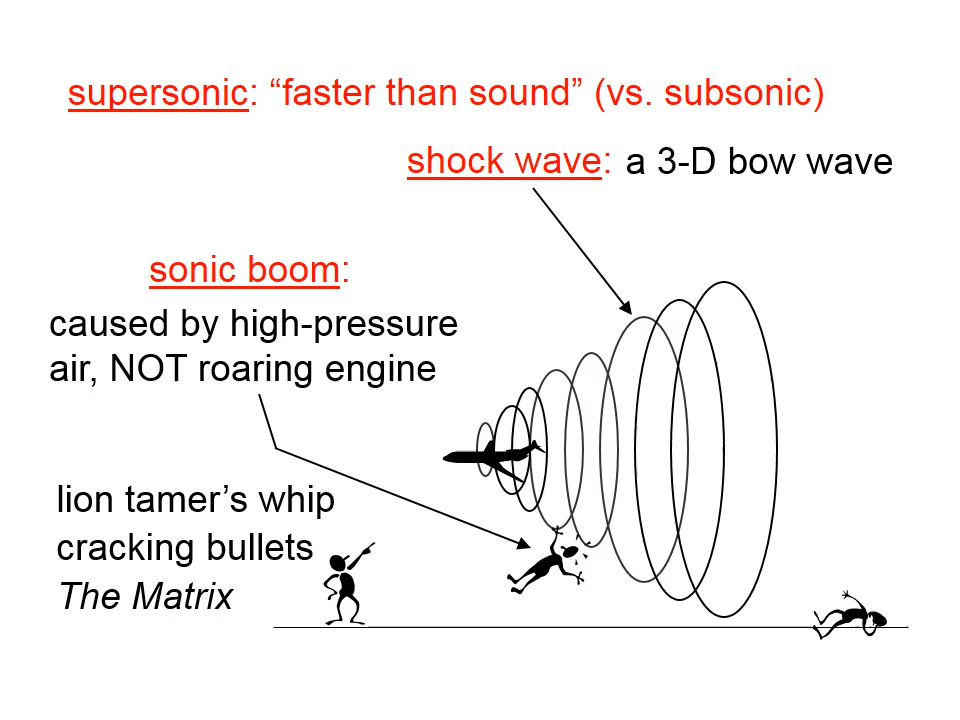 supersonic: “faster than sound” (vs. subsonic)
shock wave: a 3-D bow wave
sonic boom:
caused by high-pressure
air, NOT roaring engine
lion tamer’s whip
cracking bullets
The Matrix